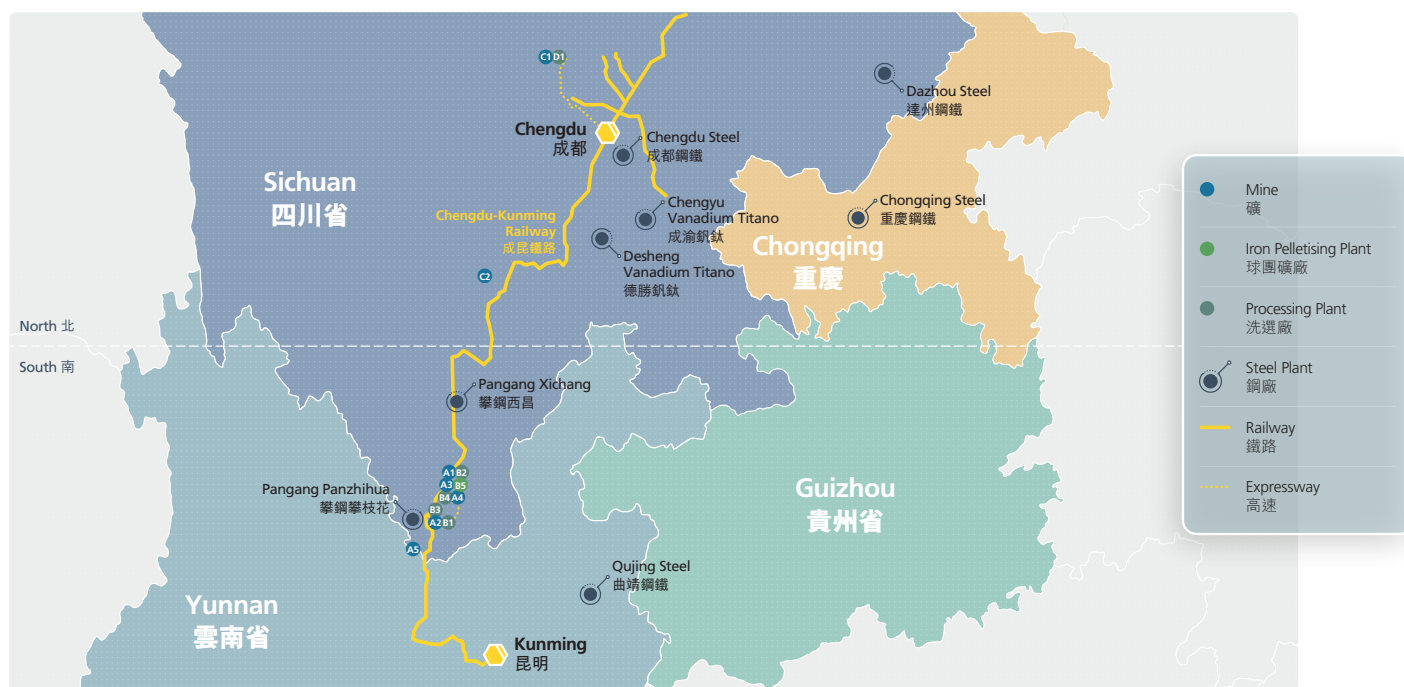 C1 D1
Dazhou Steel
達州鋼鐵
Chengdu
成都
Chengdu Steel
成都鋼鐵
Sichuan
四川省
Chengyu
Vanadium Titano
成渝釩鈦
Chongqing Steel
重慶鋼鐵
Chengdu-Kunming
Railway
成昆鐵路
Desheng
Vanadium Titano
德勝釩鈦
Chongqing
重慶
C2
North 北
South 南
Pangang Xichang
攀鋼西昌
A1 B2
A3 B5
B4 A4
B3
A2 B1
Pangang Panzhihua
攀鋼攀枝花
A5
Guizhou
貴州省
Qujing Steel
曲靖鋼鐵
Yunnan
雲南省
Kunming
昆明
Mine
礦
Iron Pelletising Plant
球團礦廠
Processing Plant
洗選廠
Steel Plant
鋼廠
Railway
鐵路
Expressway
高速